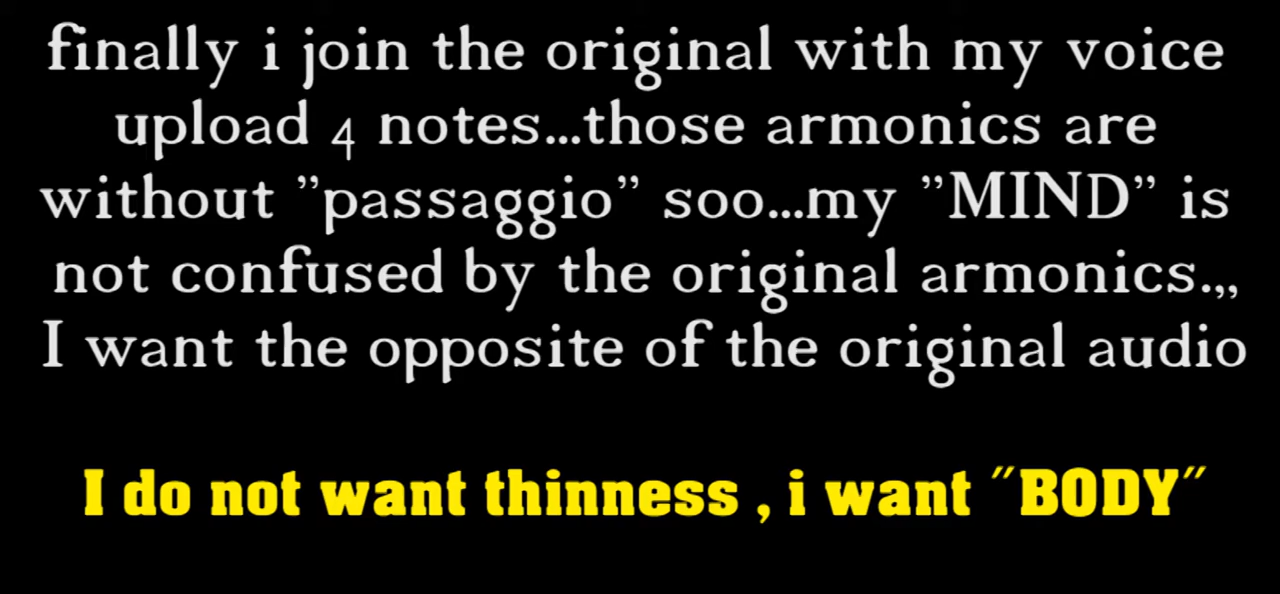 finally i join the original with my voice
upload 4 notes...those armonics are
without ”passaggio” soo...my ”MIND” is
not confused by the original armonics.,,
I want the opposite of the original audio
I do not want thinness , i want "BODY"